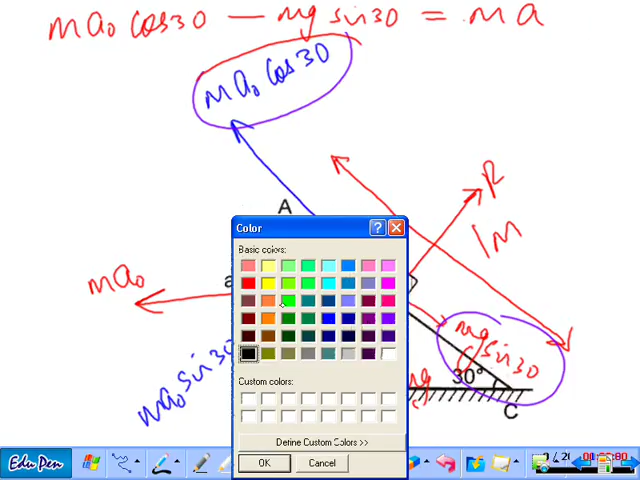 ma₀ cos30 - mg sin30 = ma
ma₀ cos30
R
A
1M
Color
Basic colors:
ma₀
a
mg sin30
ma₀ sin30
30°
mg
C
Custom colors:
Define Custom Colors >>
OK
Cancel
Edu Pen